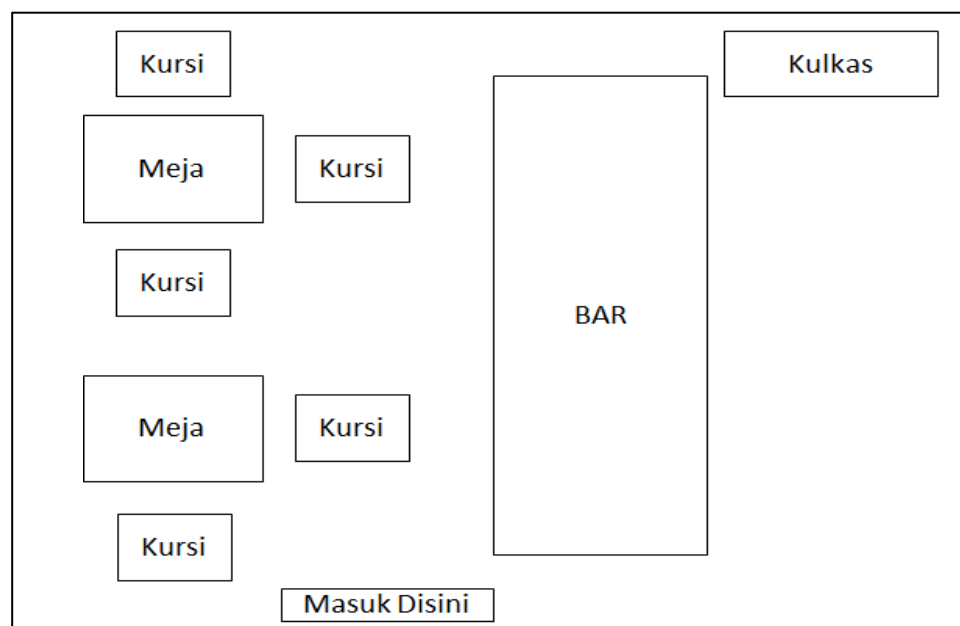 Kursi
Kulkas
Meja
Kursi
Kursi
BAR
Meja
Kursi
Kursi
Masuk Disini